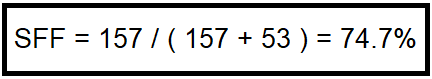 SFF = 157 / ( 157 + 53 ) = 74.7%